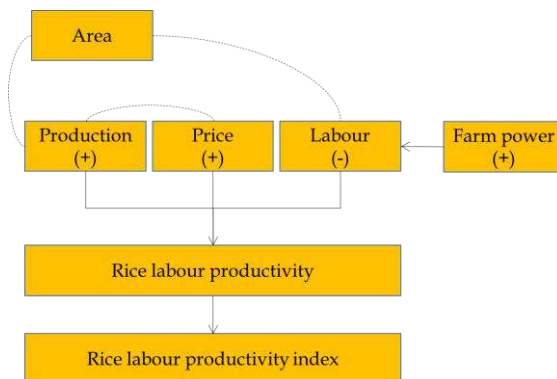 Area
Production
(+)
Price
(+)
Labour
(-)
Farm power
(+)
Rice labour productivity
Rice labour productivity index